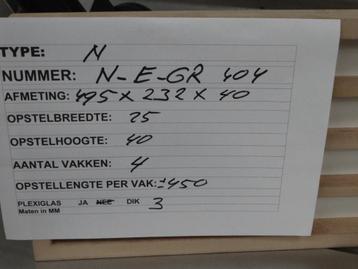 TYPE: N
NUMMER: N-E-GR 404
AFMETING: 495 x 232 x 40
OPSTELBREEDTE: 25
OPSTELHOOGTE: 40
AANTAL VAKKEN: 4
OPSTELLENGTE PER VAK: ±450
PLEXIGLAS JA NEE DIK 3
Maten in MM